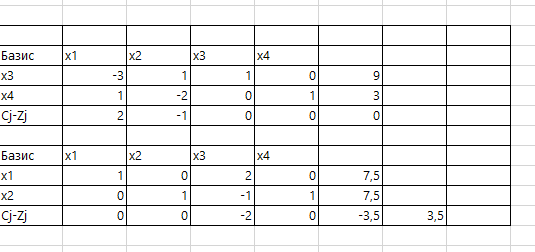 Базис x1 x2 x3 x4
x3 -3 1 1 0 9
x4 1 -2 0 1 3
Cj-Zj 2 -1 0 0 0
Базис x1 x2 x3 x4
x1 1 0 2 0 7,5
x2 0 1 -1 1 7,5
Cj-Zj 0 0 -2 0 -3,5 3,5